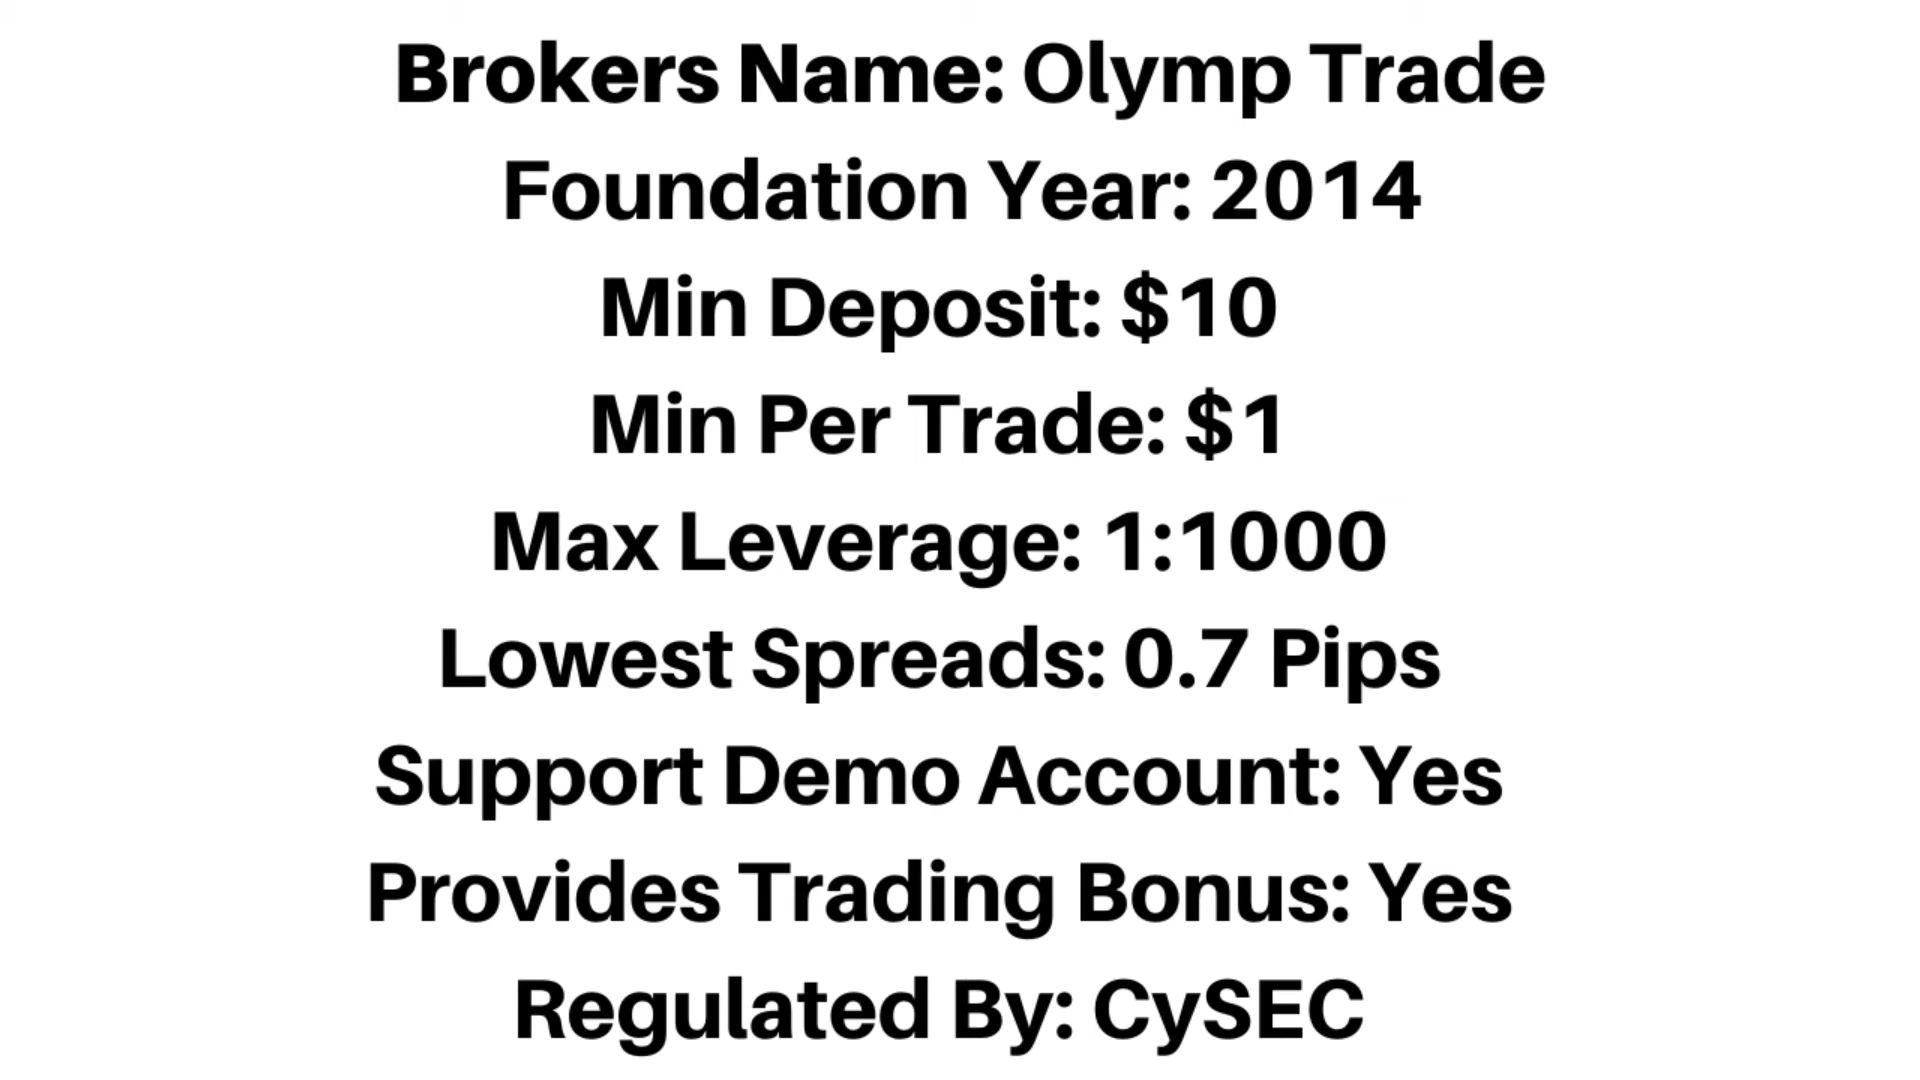 Brokers Name: Olymp Trade
Foundation Year: 2014
Min Deposit: $10
Min Per Trade: $1
Max Leverage: 1:1000
Lowest Spreads: 0.7 Pips
Support Demo Account: Yes
Provides Trading Bonus: Yes
Regulated By: CySEC